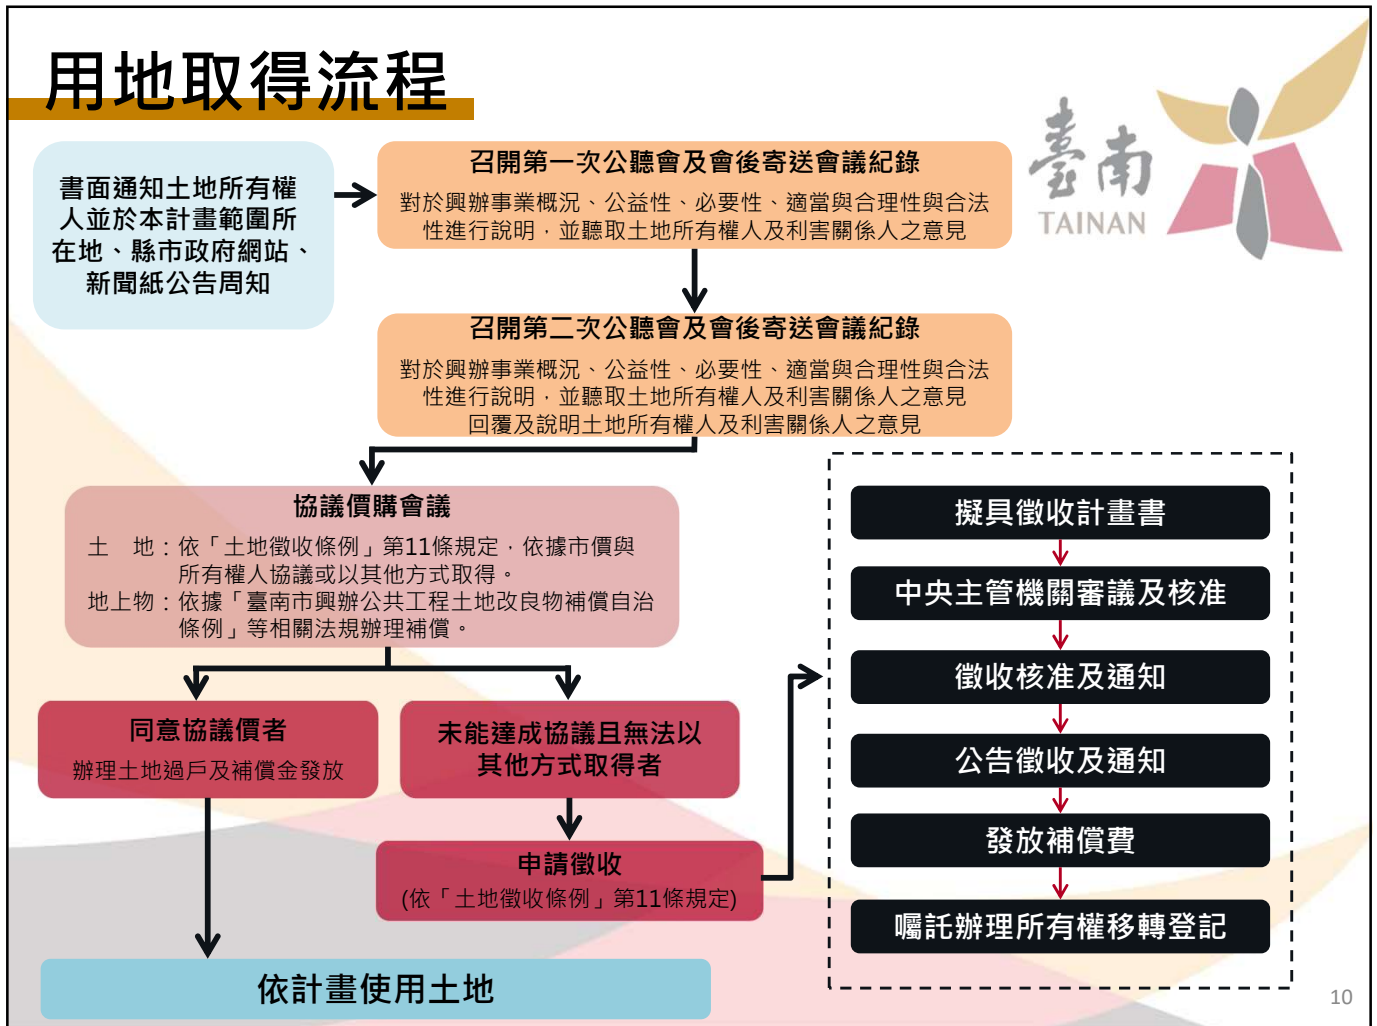 用地取得流程
臺南
TAINAN
書面通知土地所有權
人並於本計畫範圍所
在地、縣市政府網站、
新聞紙公告周知
召開第一次公聽會及會後寄送會議紀錄
對於興辦事業概況、公益性、必要性、適當與合理性與合法
性進行說明，並聽取土地所有權人及利害關係人之意見
召開第二次公聽會及會後寄送會議紀錄
對於興辦事業概況、公益性、必要性、適當與合理性與合法
性進行說明，並聽取土地所有權人及利害關係人之意見
回覆及說明土地所有權人及利害關係人之意見
協議價購會議
土　地：依「土地徵收條例」第11條規定，依據市價與
所有權人協議或以其他方式取得。
地上物：依據「臺南市興辦公共工程土地改良物補償自治
條例」等相關法規辦理補償。
同意協議價者
辦理土地過戶及補償金發放
未能達成協議且無法以
其他方式取得者
申請徵收
(依「土地徵收條例」第11條規定)
依計畫使用土地
擬具徵收計畫書
中央主管機關審議及核准
徵收核准及通知
公告徵收及通知
發放補償費
囑託辦理所有權移轉登記
10